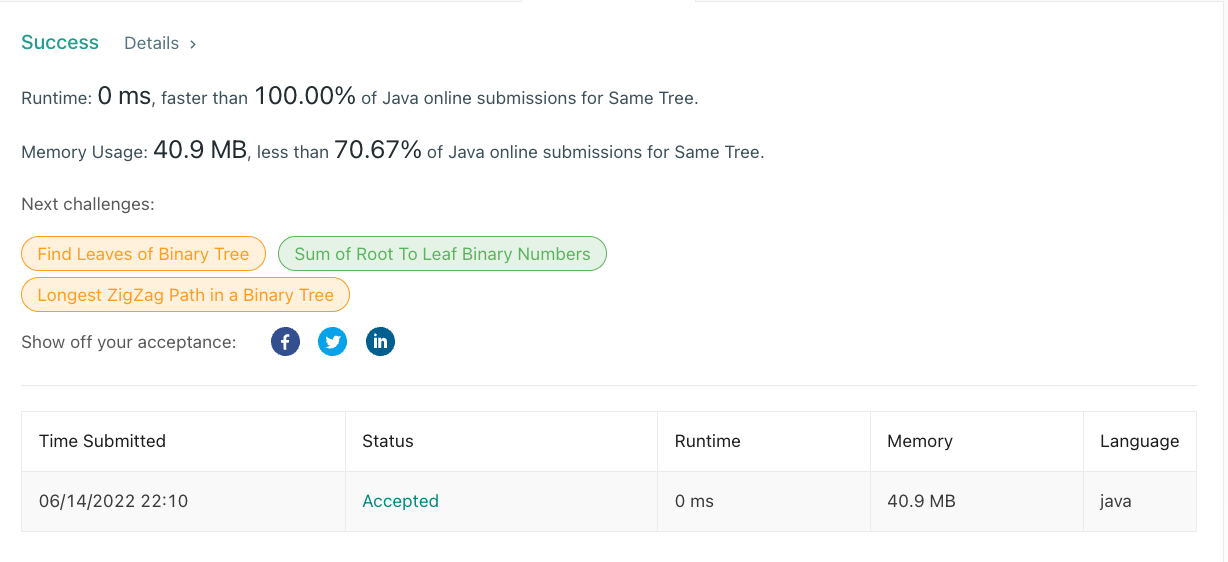 Success Details >
Runtime: 0 ms, faster than 100.00% of Java online submissions for Same Tree.
Memory Usage: 40.9 MB, less than 70.67% of Java online submissions for Same Tree.
Next challenges:
Find Leaves of Binary Tree Sum of Root To Leaf Binary Numbers
Longest ZigZag Path in a Binary Tree
Show off your acceptance: f in
Time Submitted Status Runtime Memory Language
06/14/2022 22:10 Accepted 0 ms 40.9 MB java